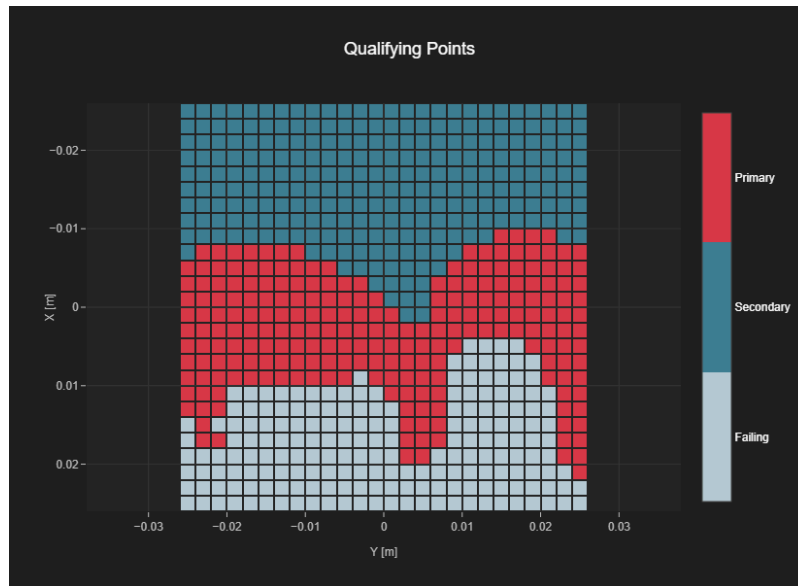 Qualifying Points
−0.02
−0.01
0
0.01
0.02
X [m]
−0.03
−0.02
−0.01
0
0.01
0.02
0.03
Y [m]
Primary
Secondary
Failing